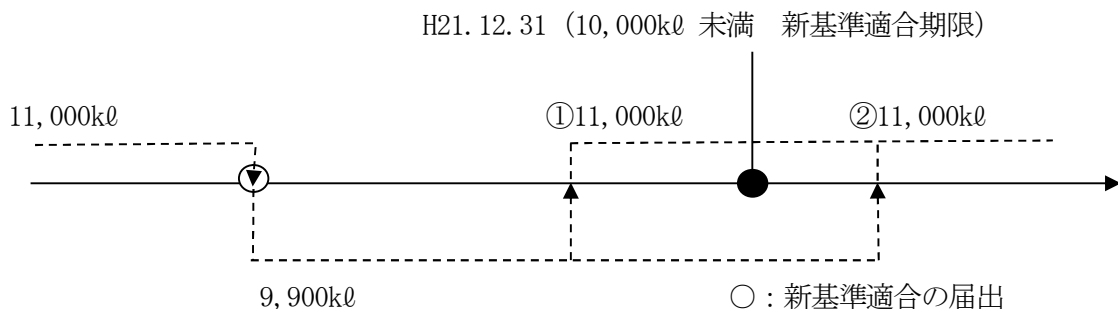 H21.12.31（10,000kℓ 未満　新基準適合期限）
11,000kℓ
①11,000kℓ
②11,000kℓ
9,900kℓ
○：新基準適合の届出